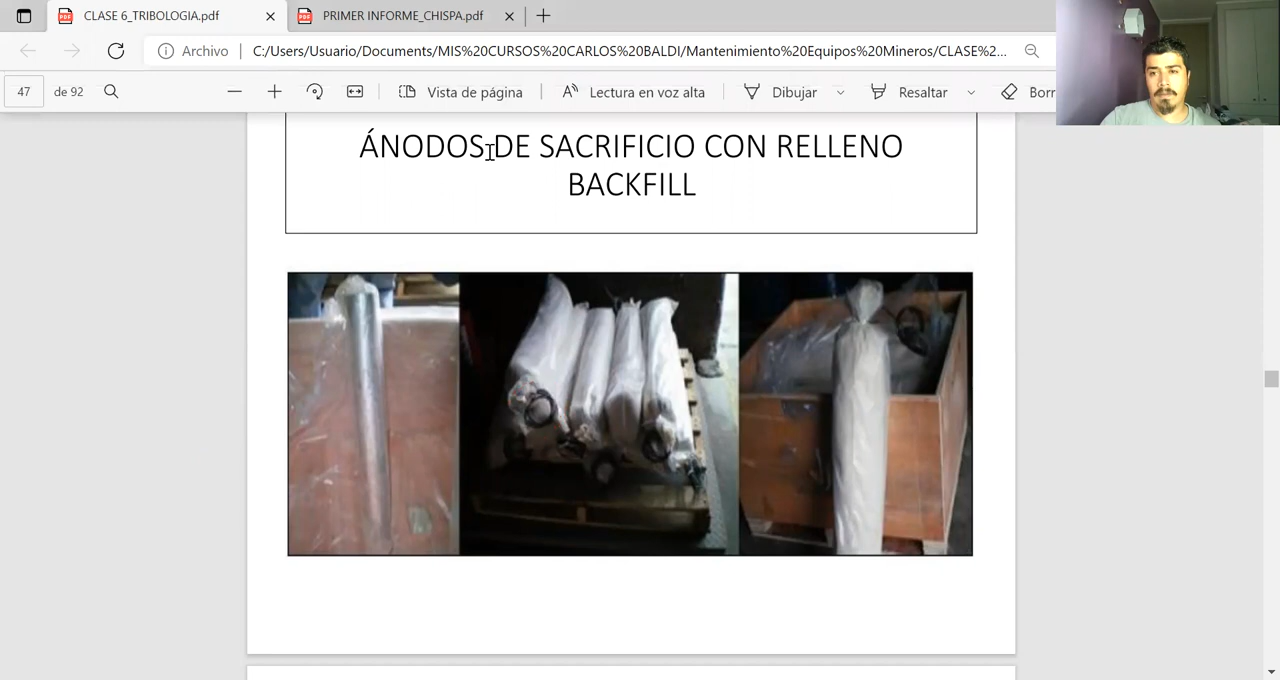 CLASE 6_TRIBOLOGIA.pdf
PRIMER INFORME_CHISPA.pdf
Archivo
C:/Users/Usuario/Documents/MIS%20CURSOS%20CARLOS%20BALDI/Mantenimiento%20Equipos%20Mineros/CLASE%2...
47 de 92
Vista de página
Lectura en voz alta
Dibujar
Resaltar
Borr
ÁNODOS DE SACRIFICIO CON RELLENO
BACKFILL